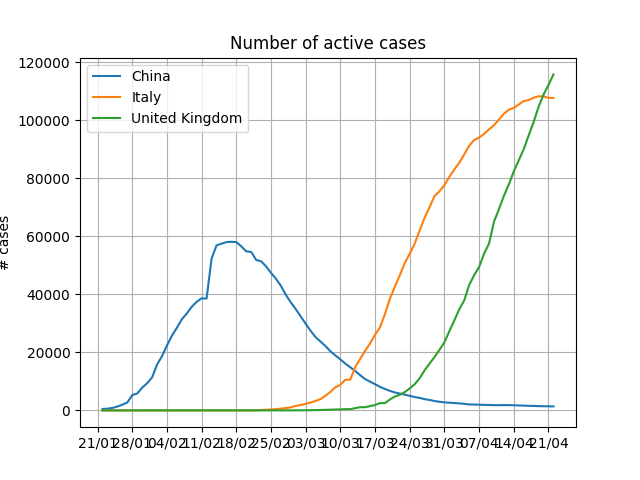 Number of active cases
120000
100000
80000
60000
40000
20000
0
# cases
China
Italy
United Kingdom
21/01 28/01 04/02 11/02 18/02 25/02 03/03 10/03 17/03 24/03 31/03 07/04 14/04 21/04